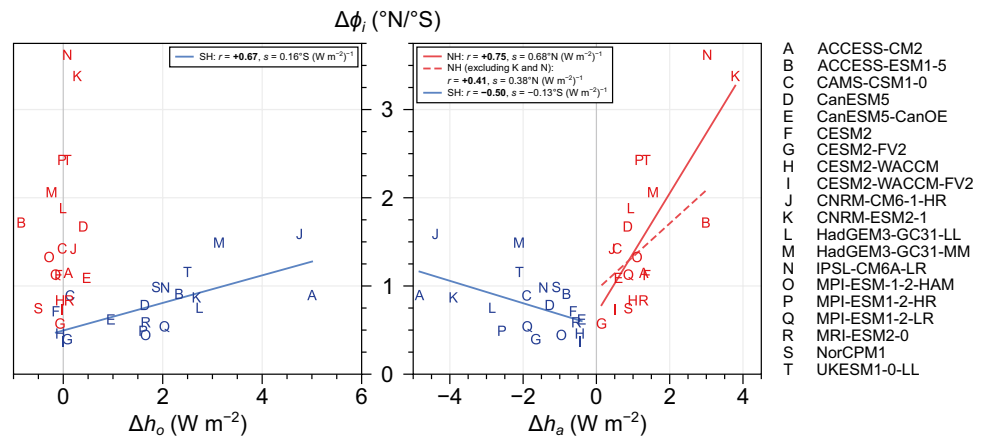 Δϕi (°N/°S)
SH: r = +0.67, s = 0.16°S (W m−2)−1
NH: r = +0.75, s = 0.68°N (W m−2)−1
NH (excluding K and N):
r = +0.41, s = 0.38°N (W m−2)−1
SH: r = −0.50, s = −0.13°S (W m−2)−1
3
2
1
0
0 2 4 6
−4 −2 0 2 4
Δho (W m−2)
Δha (W m−2)
A ACCESS-CM2
B ACCESS-ESM1-5
C CAMS-CSM1-0
D CanESM5
E CanESM5-CanOE
F CESM2
G CESM2-FV2
H CESM2-WACCM
I CESM2-WACCM-FV2
J CNRM-CM6-1-HR
K CNRM-ESM2-1
L HadGEM3-GC31-LL
M HadGEM3-GC31-MM
N IPSL-CM6A-LR
O MPI-ESM-1-2-HAM
P MPI-ESM1-2-HR
Q MPI-ESM1-2-LR
R MRI-ESM2-0
S NorCPM1
T UKESM1-0-LL